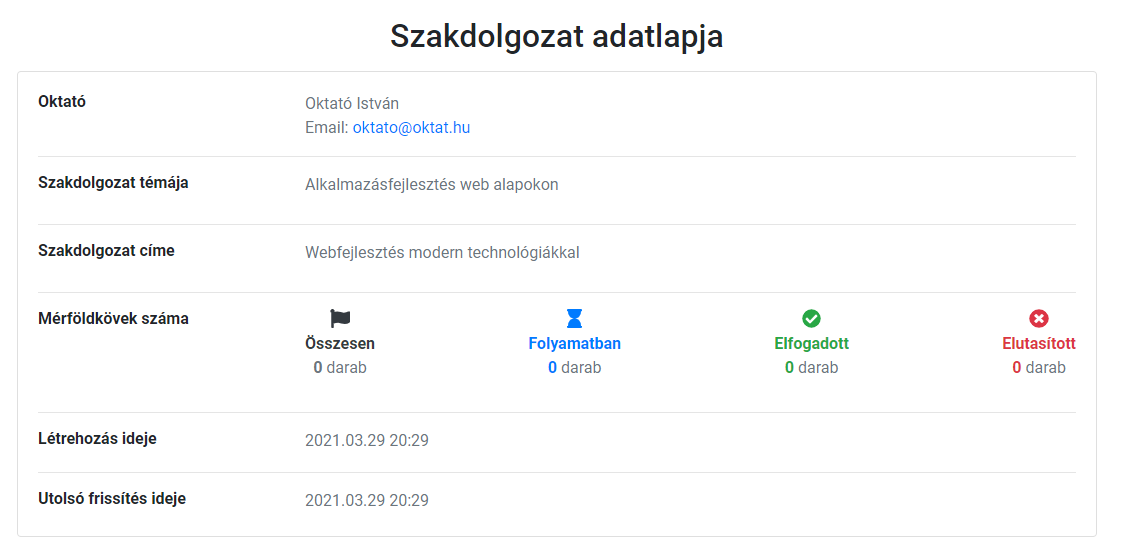 Szakdolgozat adatlapja
Oktató
Oktató István
Email: oktato@oktat.hu
Szakdolgozat témája
Alkalmazásfejlesztés web alapokon
Szakdolgozat címe
Webfejlesztés modern technológiákkal
Mérföldkövek száma
Összesen
0 darab
Folyamatban
0 darab
Elfogadott
0 darab
Elutasított
0 darab
Létrehozás ideje
2021.03.29 20:29
Utolsó frissítés ideje
2021.03.29 20:29